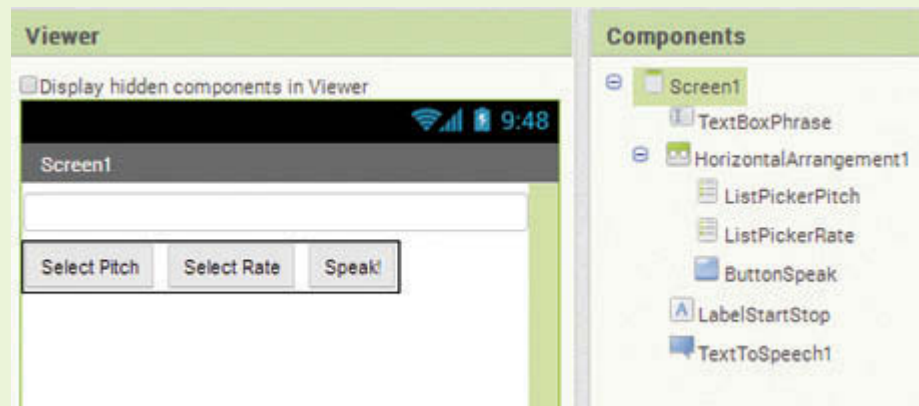 Viewer
Display hidden components in Viewer
9:48
Screen1
Select Pitch Select Rate Speak!
Components
Screen1
TextBoxPhrase
HorizontalArrangement1
ListPickerPitch
ListPickerRate
ButtonSpeak
A LabelStartStop
TextToSpeech1